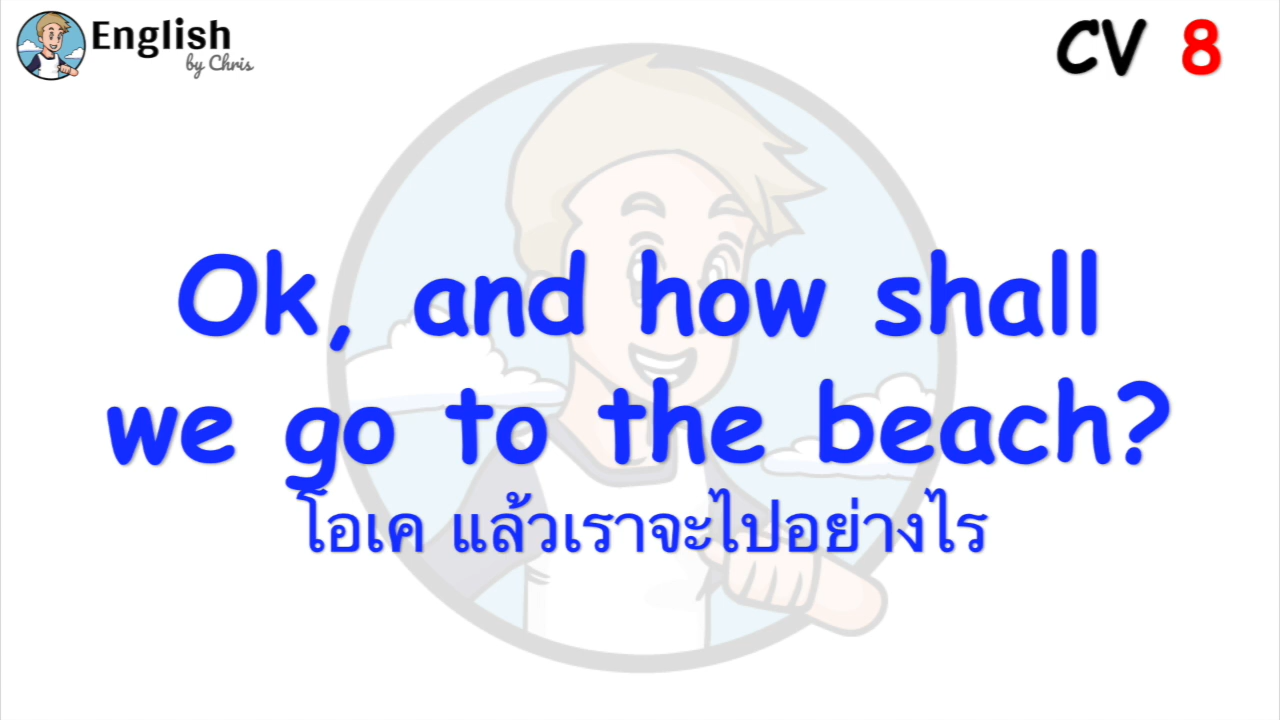 English
by Chris
CV 8
Ok, and how shall
we go to the beach?
โอเค แล้วเราจะไปอย่างไร